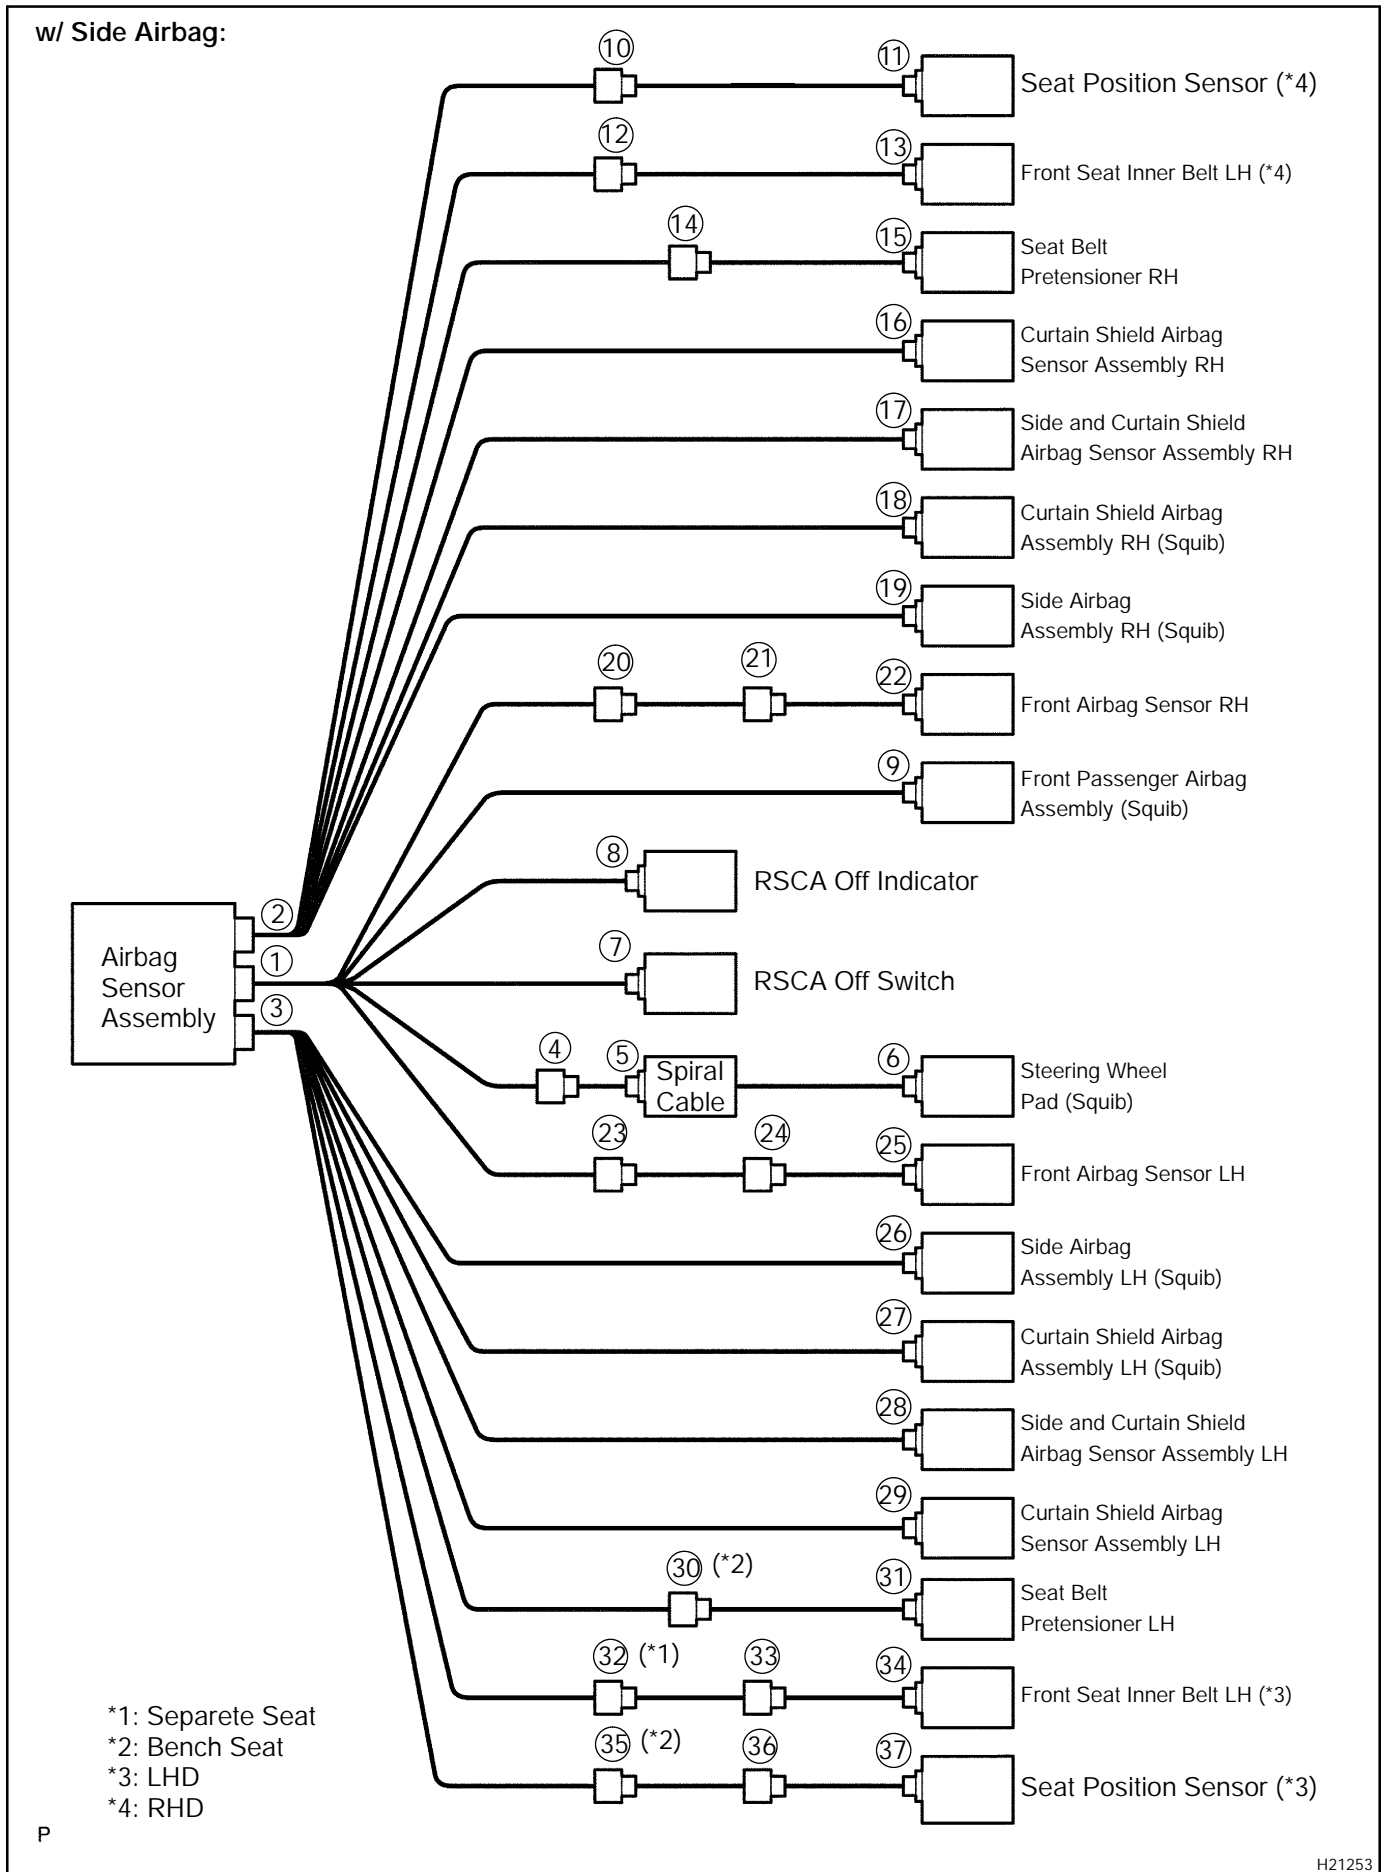 w/ Side Airbag:
10
11
Seat Position Sensor (*4)
12
13
Front Seat Inner Belt LH (*4)
14
15
Seat Belt
Pretensioner RH
16
Curtain Shield Airbag
Sensor Assembly RH
17
Side and Curtain Shield
Airbag Sensor Assembly RH
18
Curtain Shield Airbag
Assembly RH (Squib)
19
Side Airbag
Assembly RH (Squib)
20
21
22
Front Airbag Sensor RH
9
Front Passenger Airbag
Assembly (Squib)
8
RSCA Off Indicator
2
1
3
Airbag
Sensor
Assembly
7
RSCA Off Switch
4
5
Spiral
Cable
6
Steering Wheel
Pad (Squib)
23
24
25
Front Airbag Sensor LH
26
Side Airbag
Assembly LH (Squib)
27
Curtain Shield Airbag
Assembly LH (Squib)
28
Side and Curtain Shield
Airbag Sensor Assembly LH
29
Curtain Shield Airbag
Sensor Assembly LH
30 (*2)
31
Seat Belt
Pretensioner LH
32 (*1)
33
34
Front Seat Inner Belt LH (*3)
35 (*2)
36
37
Seat Position Sensor (*3)
*1: Separete Seat
*2: Bench Seat
*3: LHD
*4: RHD
P
H21253